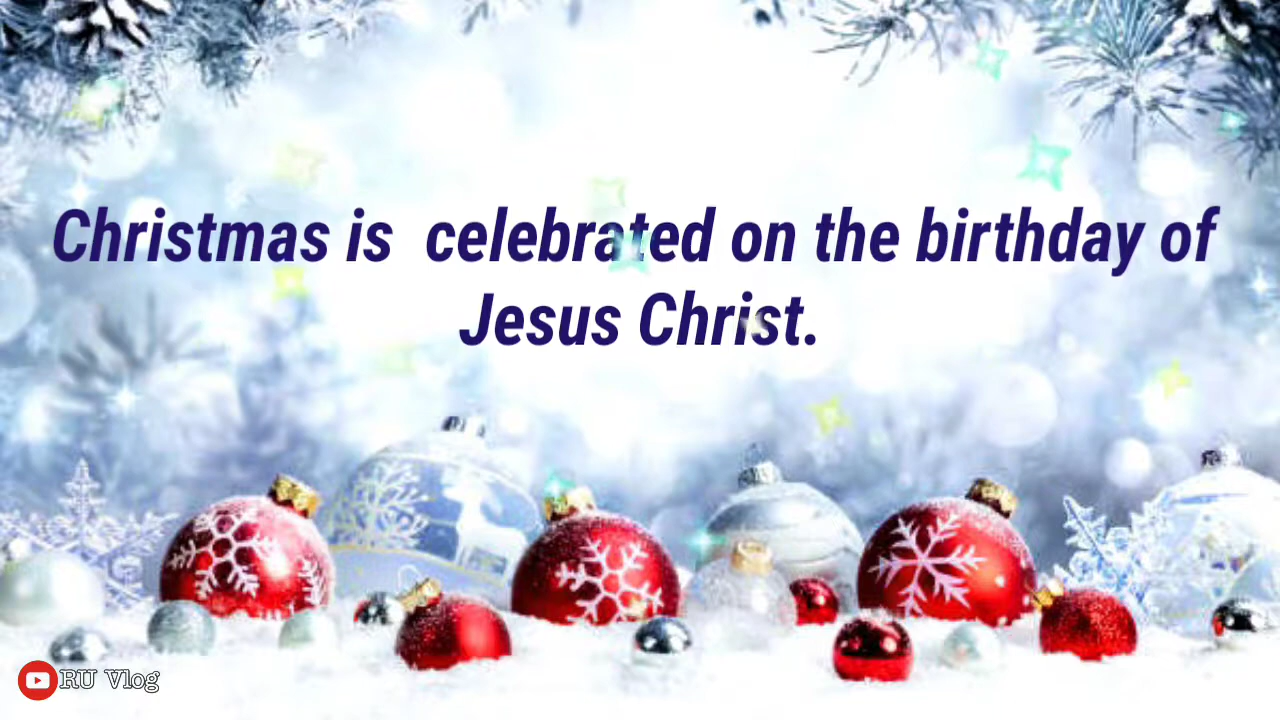 Christmas is  celebrated on the birthday of
Jesus Christ.
RU Vlog